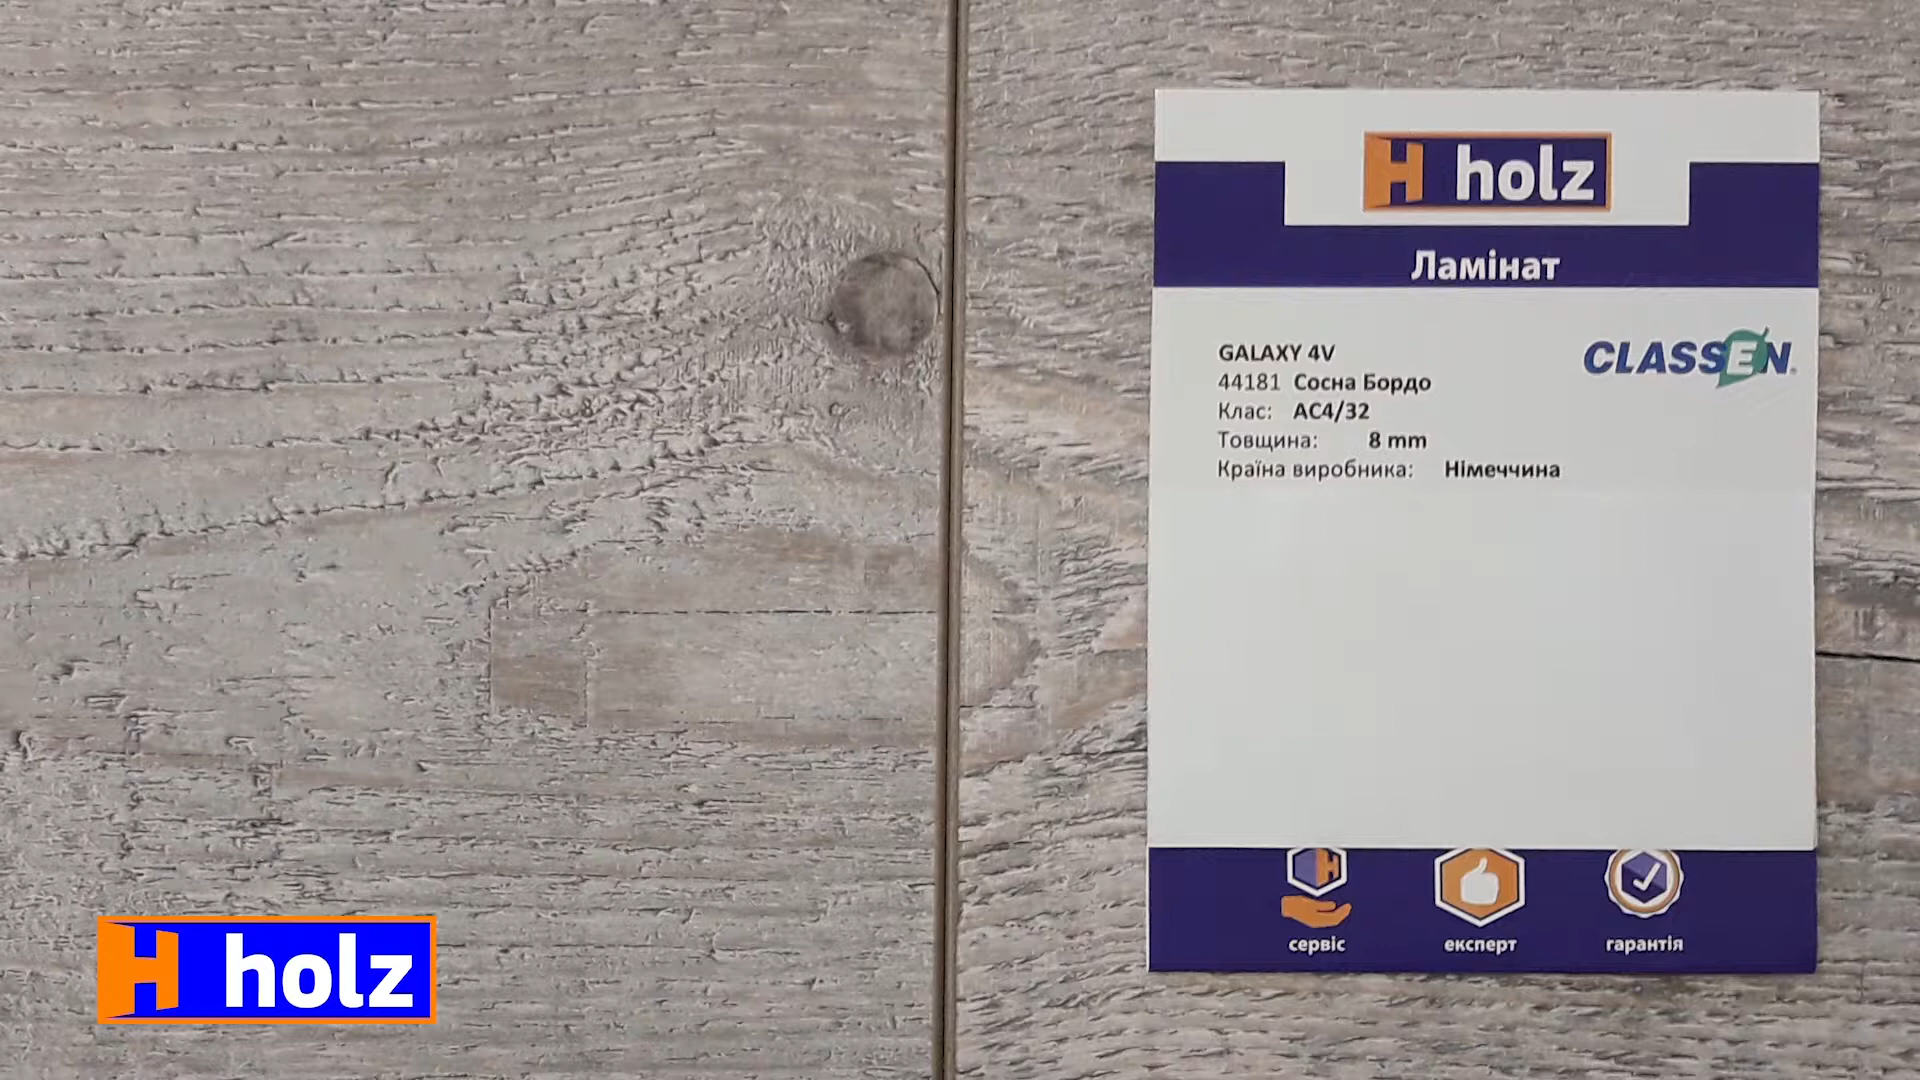 H holz
Ламінат
GALAXY 4V
CLASSEN
44181 Сосна Бордо
Клас: AC4/32
Товщина: 8 mm
Країна виробника: Німеччина
сервіс
експерт
гарантія
H holz